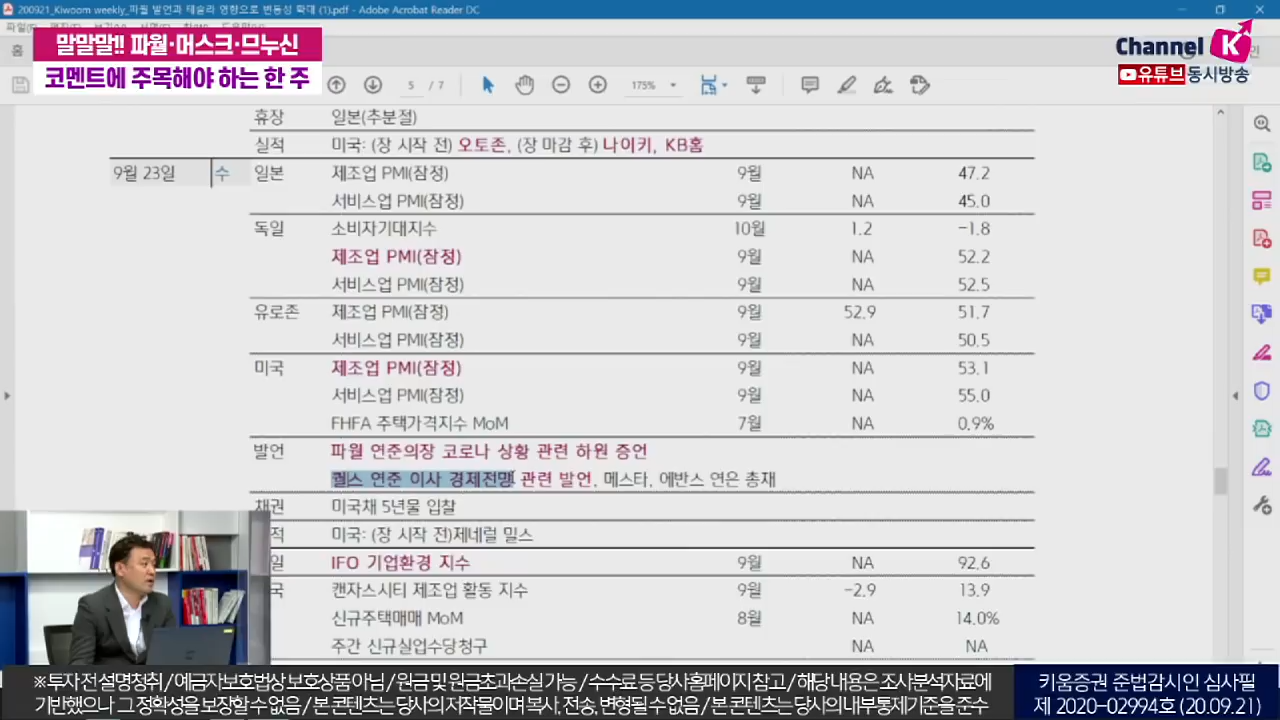 200921_Kiwoom weekly_파월 발언과 테슬라 영향으로 변동성 확대 (1).pdf - Adobe Acrobat Reader DC
말말말!! 파월·머스크·므누신
코멘트에 주목해야 하는 한 주
Channel K
유튜브동시방송
홈
5
175%
휴장 일본(추분절)
실적 미국: (장 시작 전) 오토존, (장 마감 후) 나이키, KB홈
9월 23일 수 일본 제조업 PMI(잠정) 9월 NA 47.2
서비스업 PMI(잠정) 9월 NA 45.0
독일 소비자기대지수 10월 1.2 -1.8
제조업 PMI(잠정) 9월 NA 52.2
서비스업 PMI(잠정) 9월 NA 52.5
유로존 제조업 PMI(잠정) 9월 52.9 51.7
서비스업 PMI(잠정) 9월 NA 50.5
미국 제조업 PMI(잠정) 9월 NA 53.1
서비스업 PMI(잠정) 9월 NA 55.0
FHFA 주택가격지수 MoM 7월 NA 0.9%
발언 파월 연준의장 코로나 상황 관련 하원 증언
퀄스 연준 이사 경제전망 관련 발언, 메스타, 에반스 연은 총재
채권 미국채 5년물 입찰
적 미국: (장 시작 전)제네럴 밀스
일 IFO 기업환경 지수 9월 NA 92.6
국 캔자스시티 제조업 활동 지수 9월 -2.9 13.9
신규주택매매 MoM 8월 NA 14.0%
주간 신규실업수당청구 NA NA
※ 투자 전 설명청취 / 예금자보호법상 보호상품 아님 / 원금 및 원금초과손실 가능 / 수수료 등 당사홈페이지 참고 / 해당 내용은 조사분석자료에
기반했으나 그 정확성을 보장할 수 없음 / 본 콘텐츠는 당사의 저작물이며 복사, 전송, 변형될 수 없음 / 본 콘텐츠는 당사의 내부통제기준을 준수
키움증권 준법감시인 심사필
제 2020-02994호 (20.09.21)